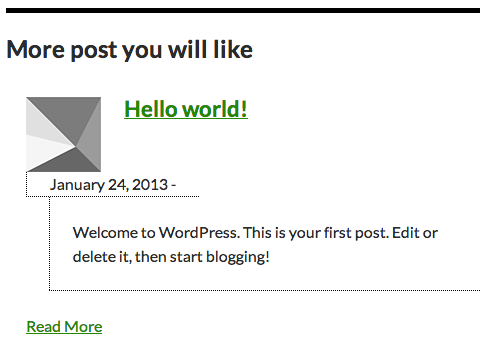 More post you will like
Hello world!
January 24, 2013 -
Welcome to WordPress. This is your first post. Edit or
delete it, then start blogging!
Read More